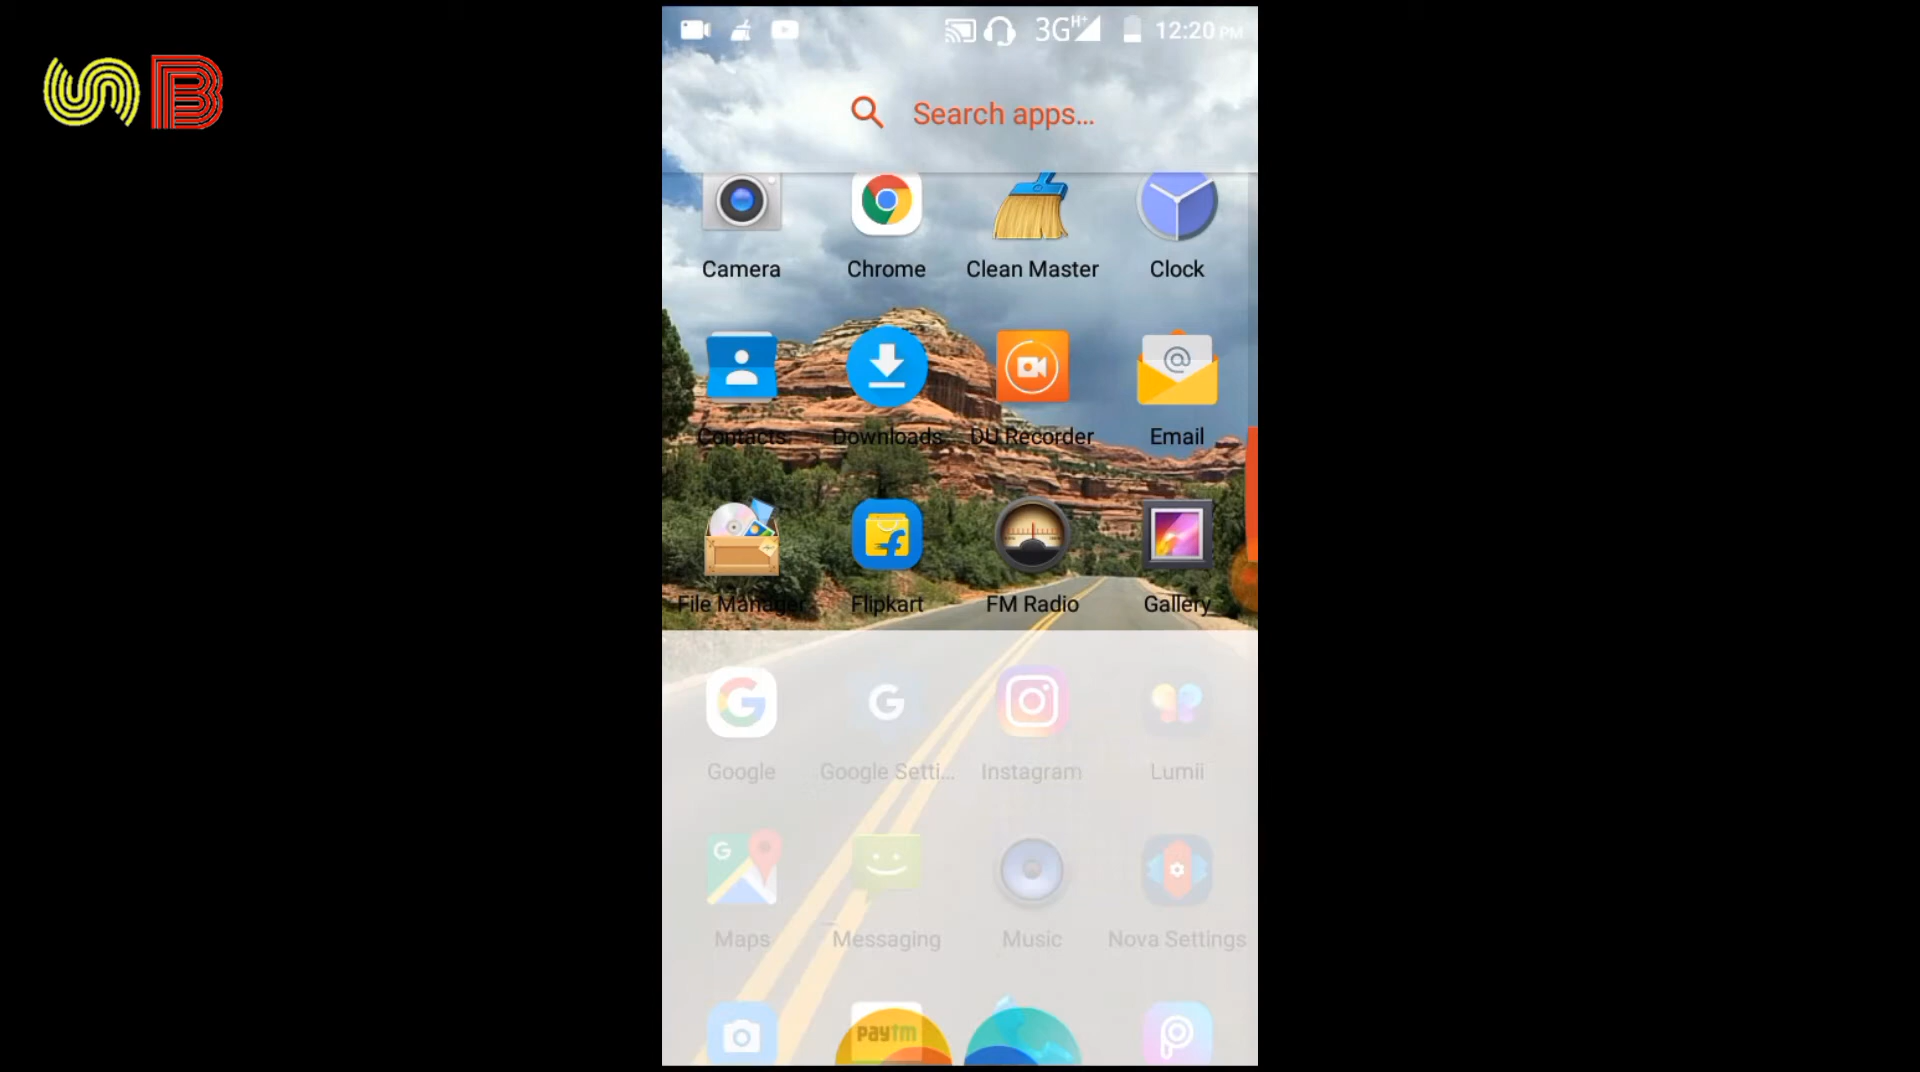 SB
3G H+ 12:20 PM
Search apps...
Camera Chrome Clean Master Clock
Contacts Downloads DU Recorder Email
File Manager Flipkart FM Radio Gallery
Google Google Setti... Instagram Lumii
Maps Messaging Music Nova Settings
paytm